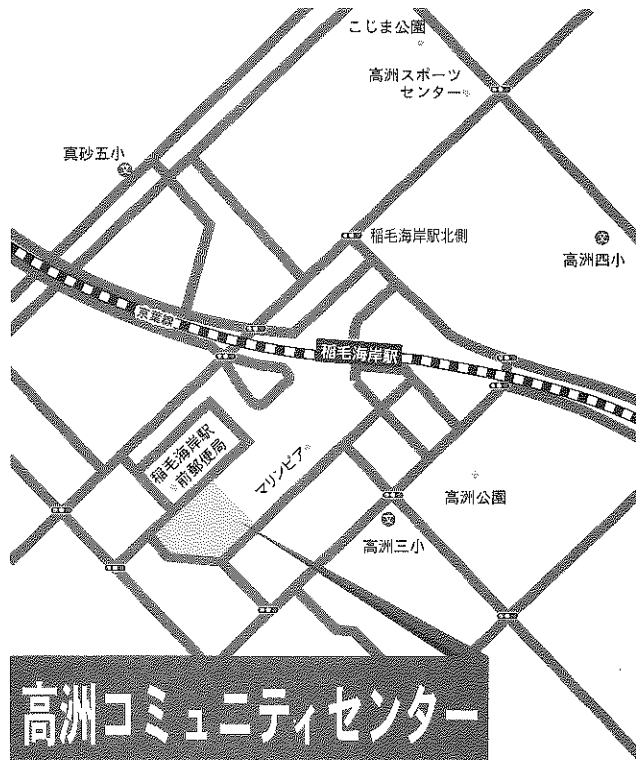 こじま公園
高洲スポーツ
センター
真砂五小
文
稲毛海岸駅北側
文
高洲四小
京葉線
稲毛海岸駅
稲毛海岸駅
前郵便局
マリンピア
高洲公園
文
高洲三小
高洲コミュニティセンター